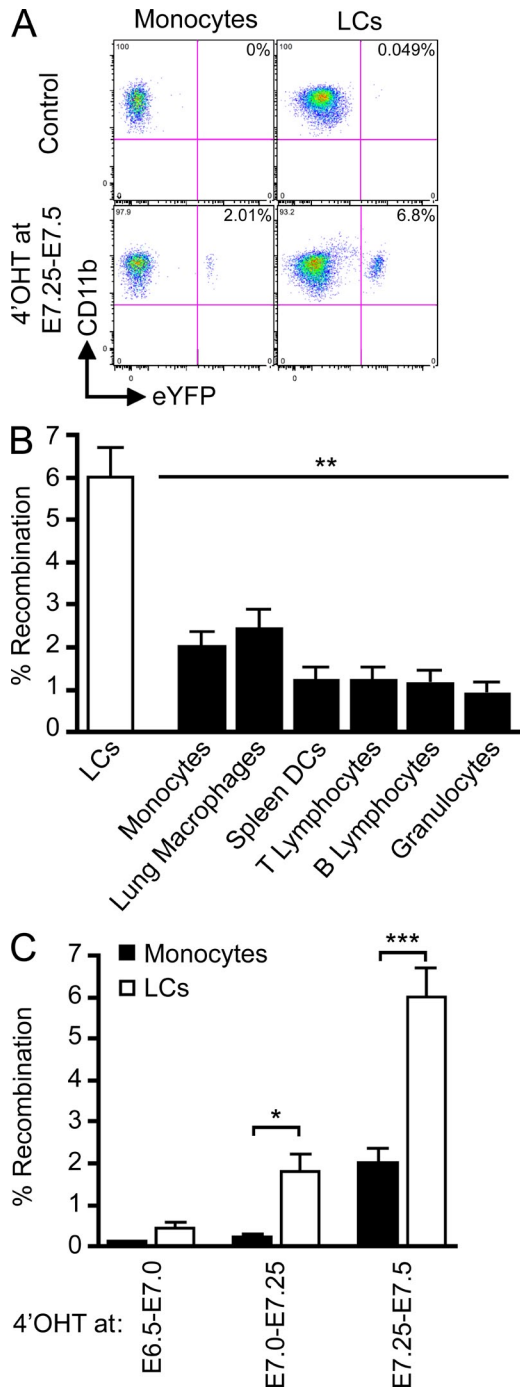 A
Monocytes
LCs
Control
100
0%
0.049%
0
0
0
0
4'OHT at
E7.25-E7.5
97.9
2.01%
93.2
6.8%
CD11b
0
0
0
0
0
0
eYFP
B
% Recombination
7
6
5
4
3
2
1
0
**
LCs
Monocytes
Lung Macrophages
Spleen DCs
T Lymphocytes
B Lymphocytes
Granulocytes
C
% Recombination
7
6
5
4
3
2
1
0
Monocytes
LCs
*
***
4'OHT at:
E6.5-E7.0
E7.0-E7.25
E7.25-E7.5